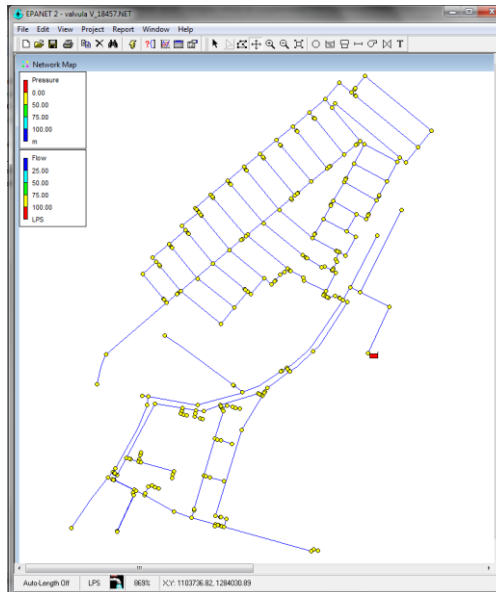 EPANET 2 - valvula V_18457.NET
File Edit View Project Report Window Help
Network Map
Pressure
0.00
50.00
75.00
100.00
m
Flow
25.00
50.00
75.00
100.00
LPS
Auto-Length Off LPS 869% X,Y: 1103736.82, 1284030.89